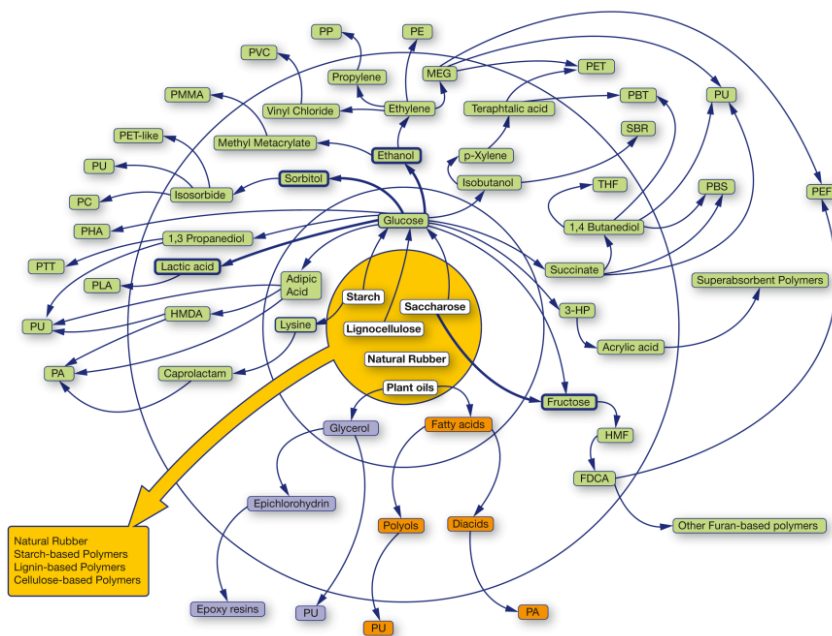 PP
PE
PVC
Propylene
MEG
PET
PMMA
Vinyl Chloride
Ethylene
Teraphtalic acid
PBT
PU
PET-like
Methyl Metacrylate
SBR
PU
Ethanol
p-Xylene
Sorbitol
Isobutanol
THF
PBS
PEF
PC
Isosorbide
PHA
Glucose
1,4 Butanediol
1,3 Propanediol
PTT
Lactic acid
Succinate
PLA
Adipic
Acid
Starch
Saccharose
Superabsorbent Polymers
HMDA
3-HP
PU
Lysine
Lignocellulose
Acrylic acid
Natural Rubber
PA
Caprolactam
Plant oils
Fructose
Glycerol
Fatty acids
HMF
FDCA
Epichlorohydrin
Polyols
Diacids
Other Furan-based polymers
Natural Rubber
Starch-based Polymers
Lignin-based Polymers
Cellulose-based Polymers
Epoxy resins
PU
PU
PA